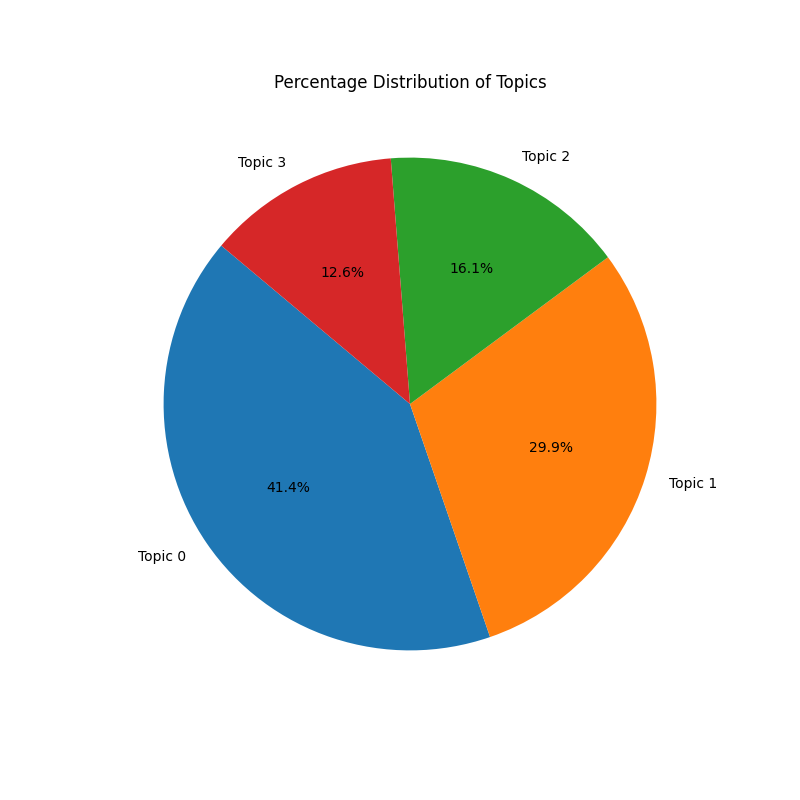 Percentage Distribution of Topics
Topic 3
Topic 2
12.6%
16.1%
29.9%
Topic 1
41.4%
Topic 0